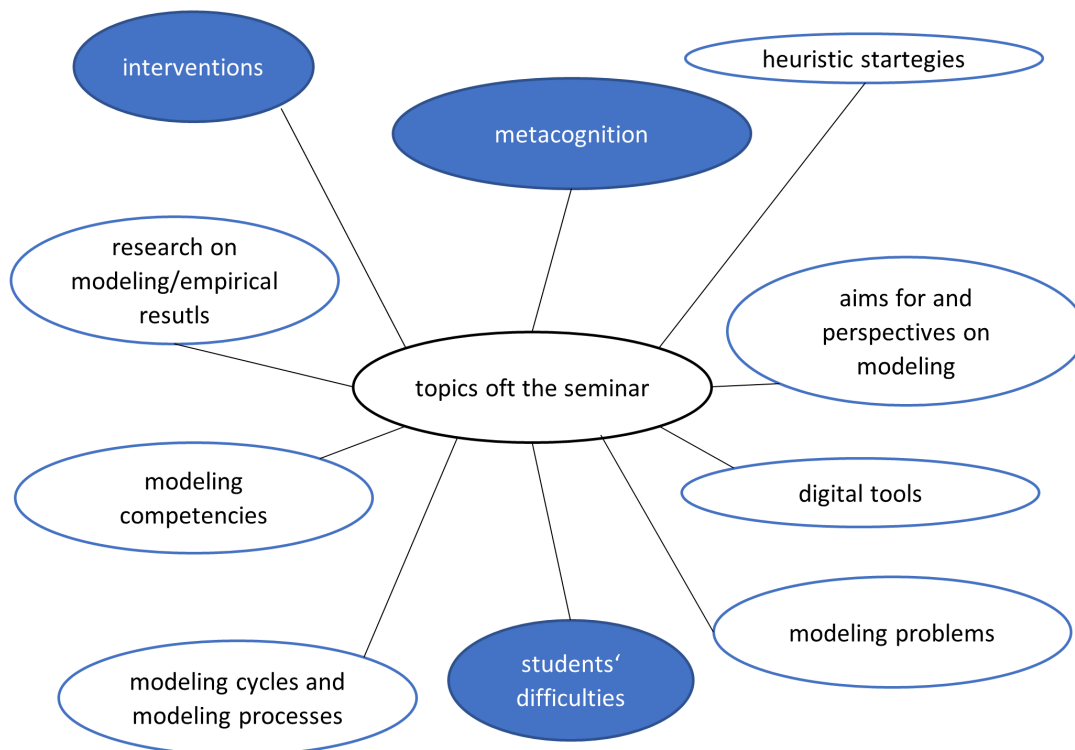 interventions
metacognition
heuristic startegies
research on
modeling/empirical
resutls
aims for and
perspectives on
modeling
topics oft the seminar
modeling
competencies
digital tools
modeling problems
students‘
difficulties
modeling cycles and
modeling processes